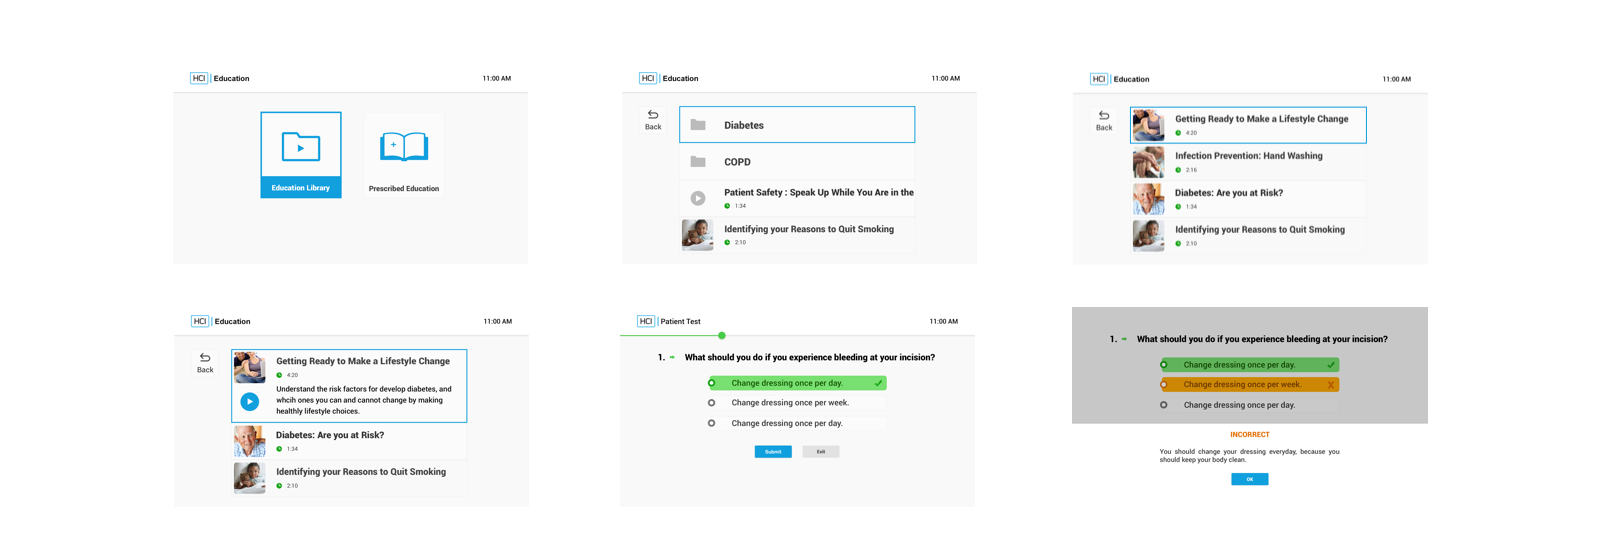 HCI Education
11:00 AM
Education Library
Prescribed Education
HCI Education
11:00 AM
Back
Diabetes
COPD
Patient Safety : Speak Up While You Are in the
1:34
Identifying your Reasons to Quit Smoking
2:10
HCI Education
11:00 AM
Back
Getting Ready to Make a Lifestyle Change
4:20
Infection Prevention: Hand Washing
2:16
Diabetes: Are you at Risk?
1:34
Identifying your Reasons to Quit Smoking
2:10
HCI Education
11:00 AM
Back
Getting Ready to Make a Lifestyle Change
4:20
Understand the risk factors for develop diabetes, and
whcih ones you can and cannot change by making
healthly lifestyle choices.
Diabetes: Are you at Risk?
1:34
Identifying your Reasons to Quit Smoking
2:10
HCI Patient Test
11:00 AM
1. What should you do if you experience bleeding at your incision?
Change dressing once per day.
Change dressing once per week.
Change dressing once per day.
Submit
Exit
1. What should you do if you experience bleeding at your incision?
Change dressing once per day.
Change dressing once per week.
Change dressing once per day.
INCORRECT
You should change your dressing everyday, because you
should keep your body clean.
OK